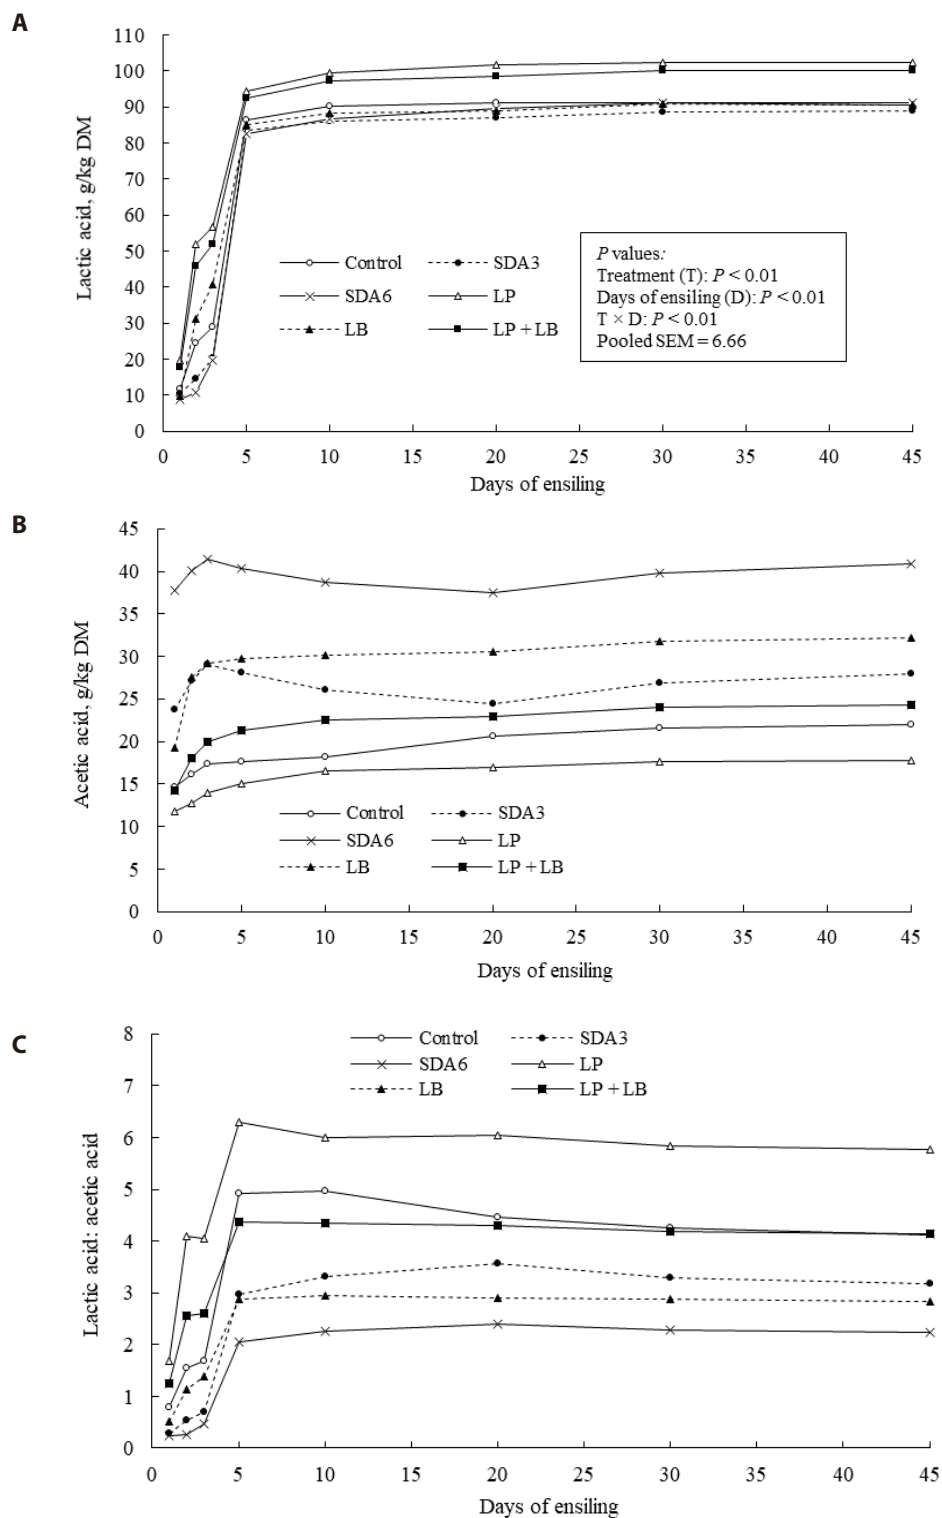 A
Lactic acid, g/kg DM
110
100
90
80
70
60
50
40
30
20
10
0
Control
SDA3
SDA6
LP
LB
LP + LB
P values:
Treatment (T): P < 0.01
Days of ensiling (D): P < 0.01
T × D: P < 0.01
Pooled SEM = 6.66
0 5 10 15 20 25 30 35 40 45
Days of ensiling
B
Acetic acid, g/kg DM
45
40
35
30
25
20
15
10
5
0
Control
SDA3
SDA6
LP
LB
LP + LB
0 5 10 15 20 25 30 35 40 45
Days of ensiling
C
Lactic acid: acetic acid
8
7
6
5
4
3
2
1
0
Control
SDA3
SDA6
LP
LB
LP + LB
0 5 10 15 20 25 30 35 40 45
Days of ensiling